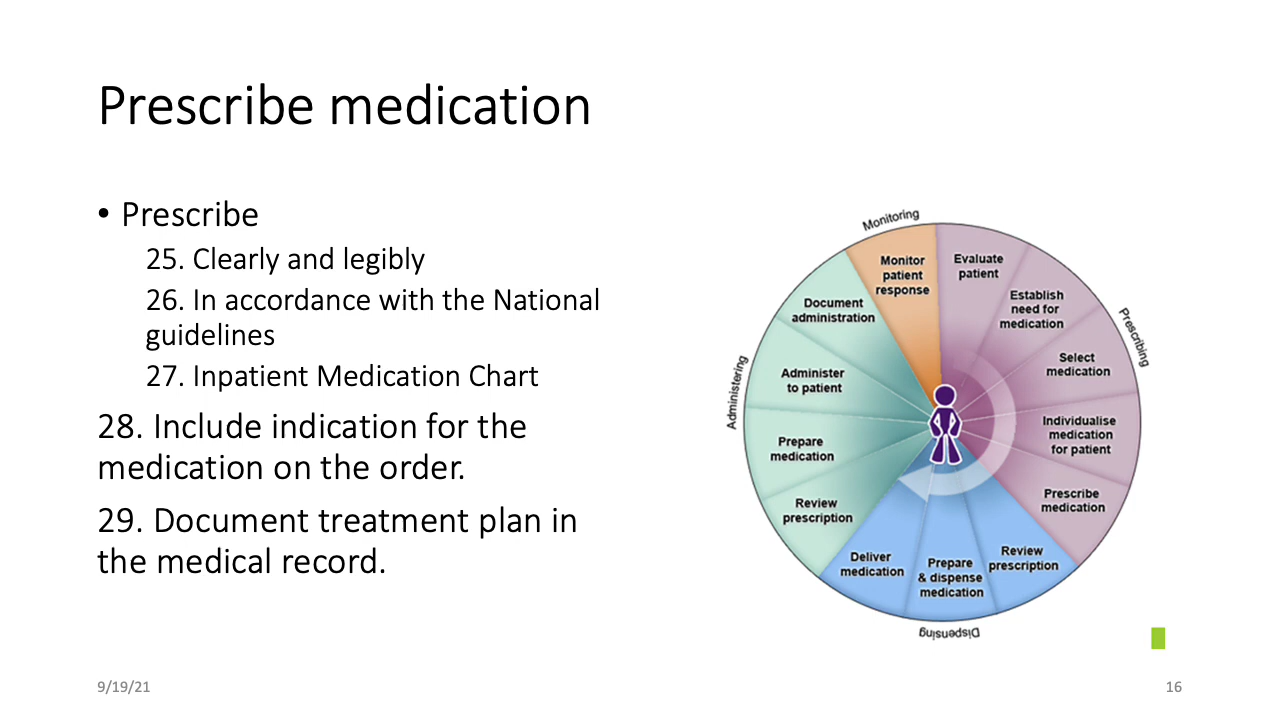 Prescribe medication
• Prescribe
25. Clearly and legibly
26. In accordance with the National
guidelines
27. Inpatient Medication Chart
28. Include indication for the
medication on the order.
29. Document treatment plan in
the medical record.
Monitoring
Monitor
patient
response
Evaluate
patient
Establish
need for
medication
Prescribing
Select
medication
Individualise
medication
for patient
Prescribe
medication
Review
prescription
Prepare
& dispense
medication
Deliver
medication
Dispensing
Review
prescription
Prepare
medication
Administer
to patient
Administering
Document
administration
9/19/21
16